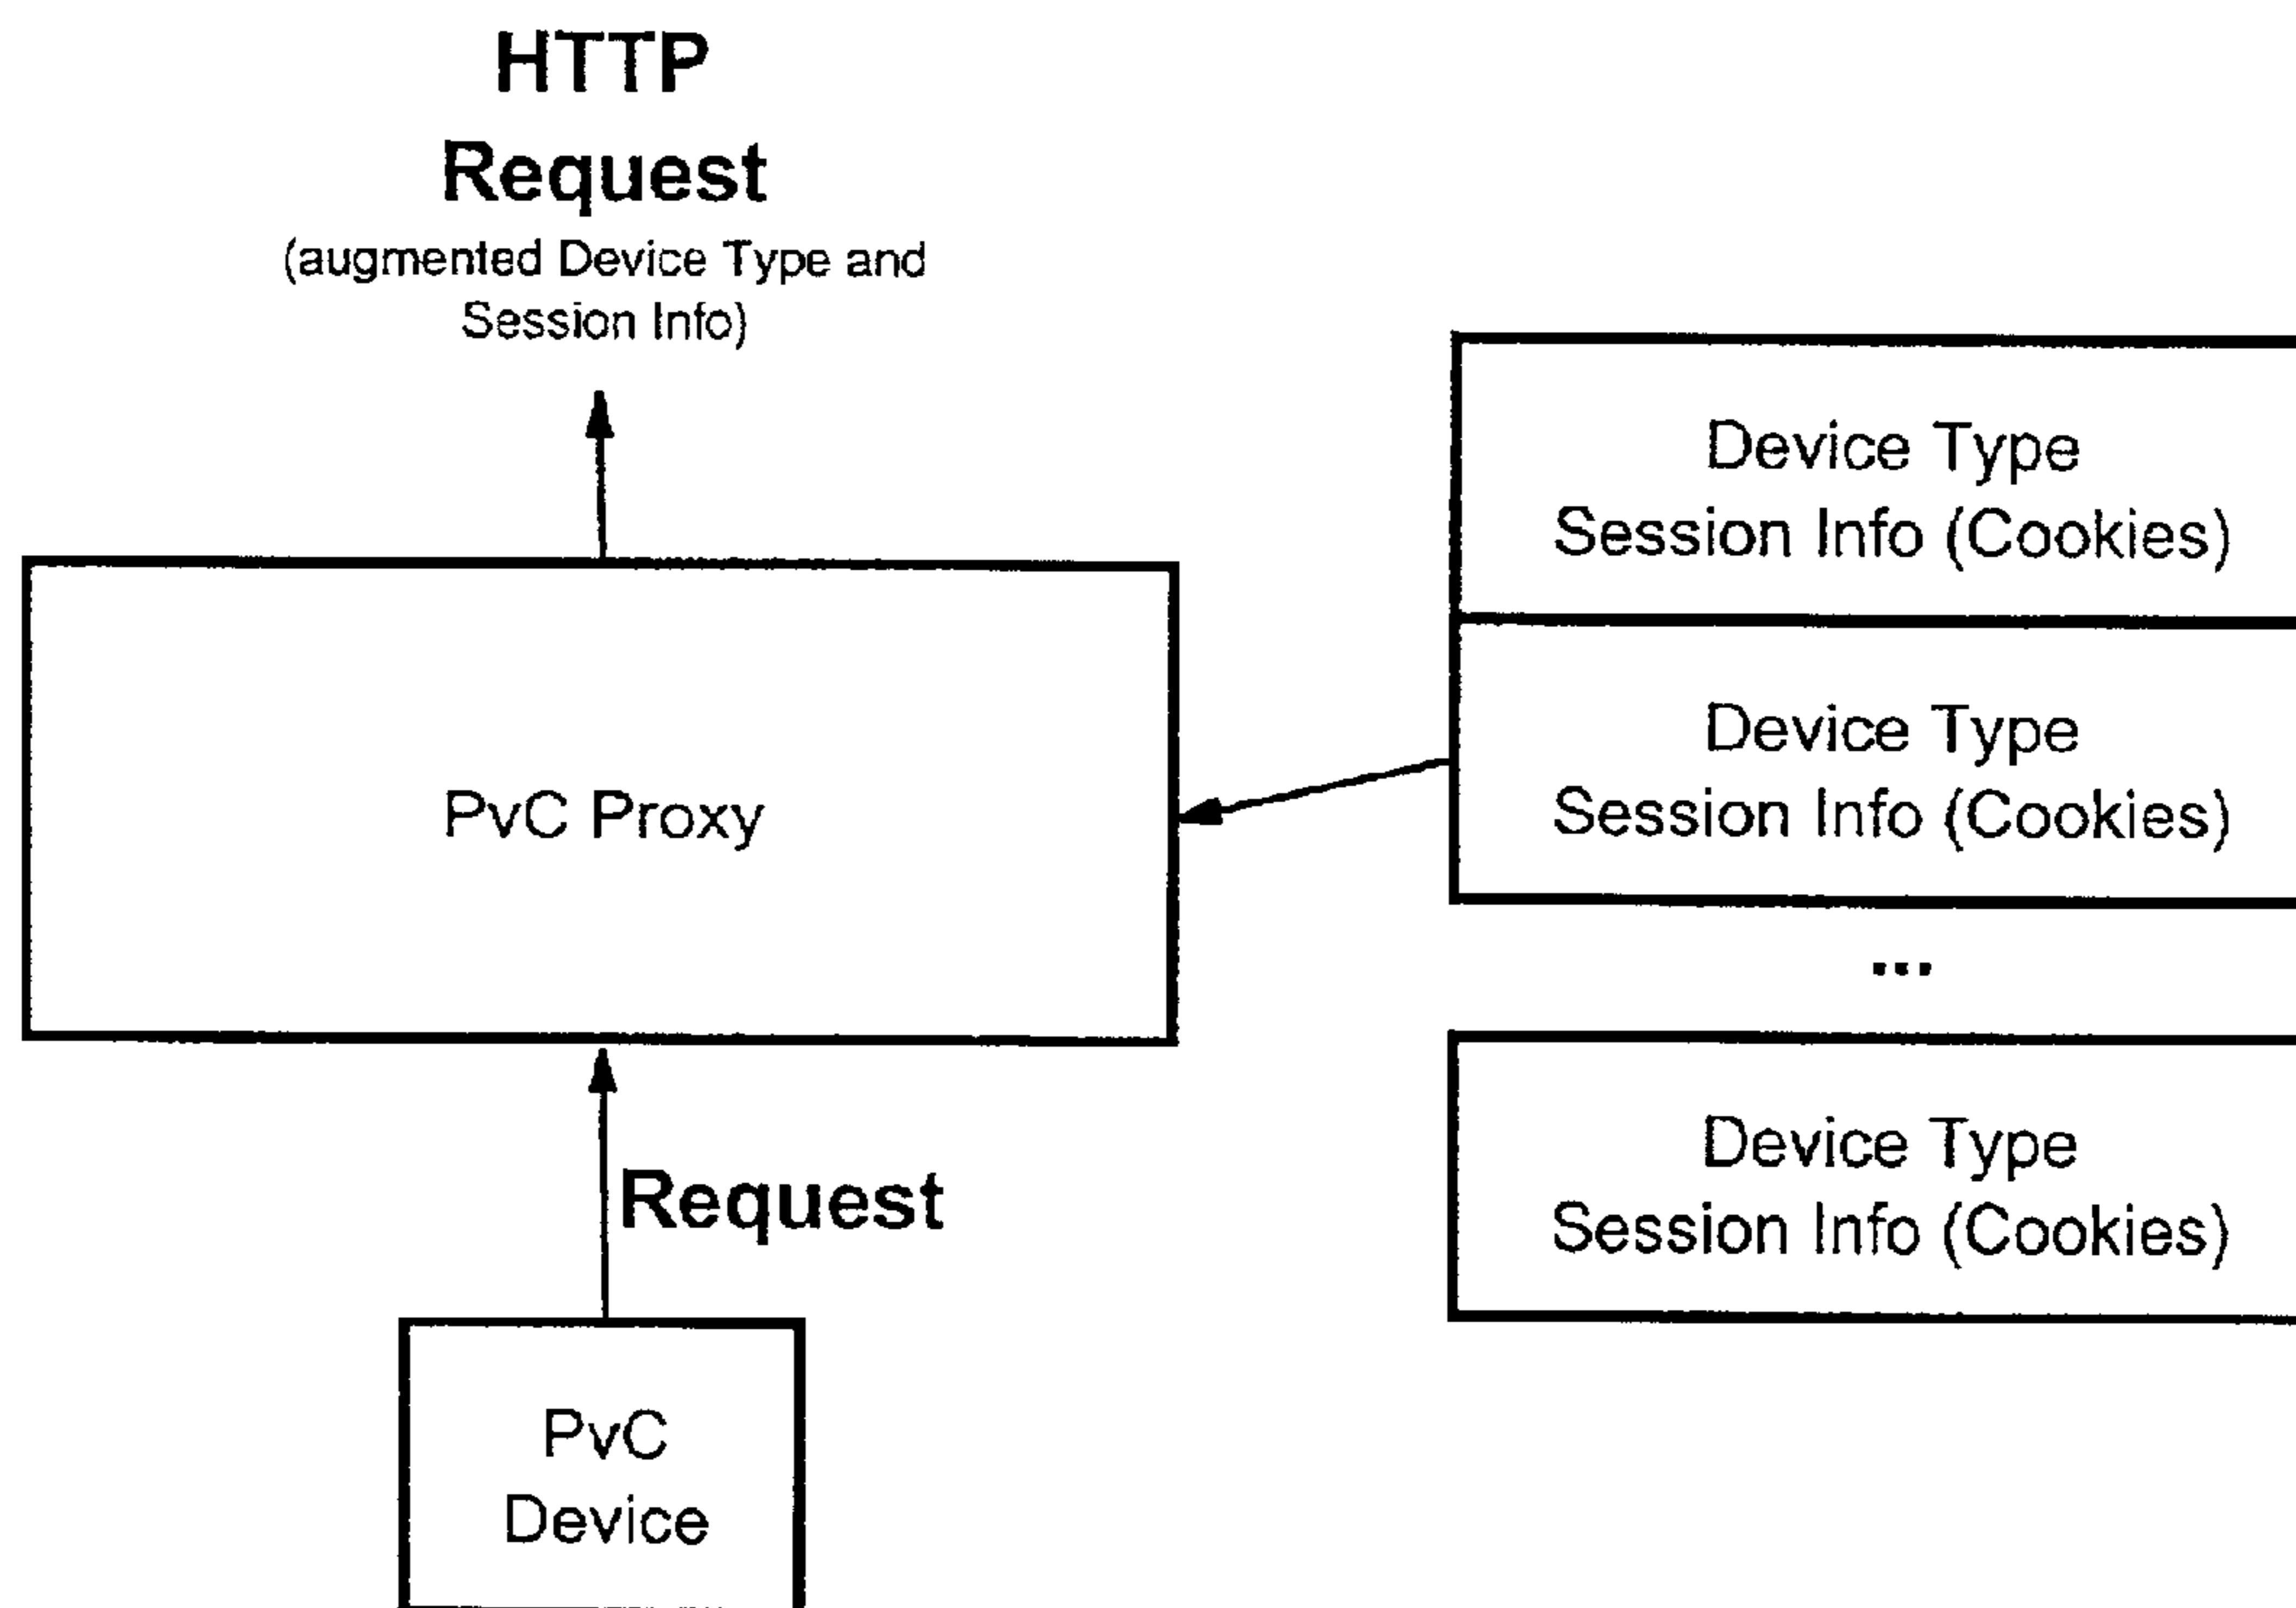 HTTP
Request
(augmented Device Type and
Session Info)
Device Type
Session Info (Cookies)
Device Type
Session Info (Cookies)
PvC Proxy
...
Device Type
Session Info (Cookies)
Request
PvC
Device